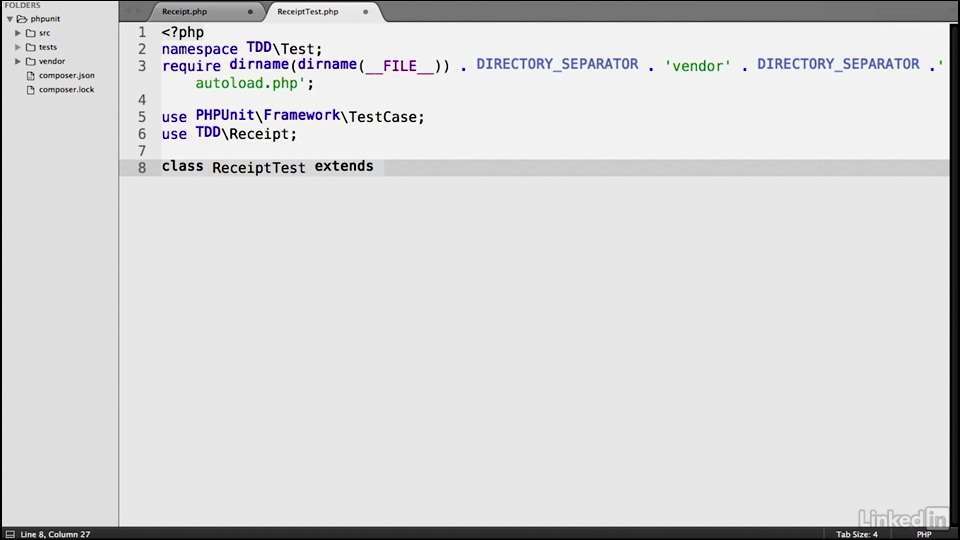 FOLDERS
phpunit
src
tests
vendor
composer.json
composer.lock
Receipt.php
ReceiptTest.php
1 <?php
2 namespace TDD\Test;
3 require dirname(dirname(__FILE__)) . DIRECTORY_SEPARATOR . 'vendor' . DIRECTORY_SEPARATOR .'
autoload.php';
4
5 use PHPUnit\Framework\TestCase;
6 use TDD\Receipt;
7
8 class ReceiptTest extends
Linked in
Line 8, Column 27
Tab Size: 4
PHP